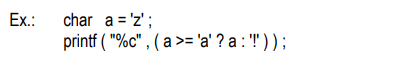 Ex.: char a = 'z' ;
printf ( "%c" , ( a >= 'a' ? a : '!' ) ) ;